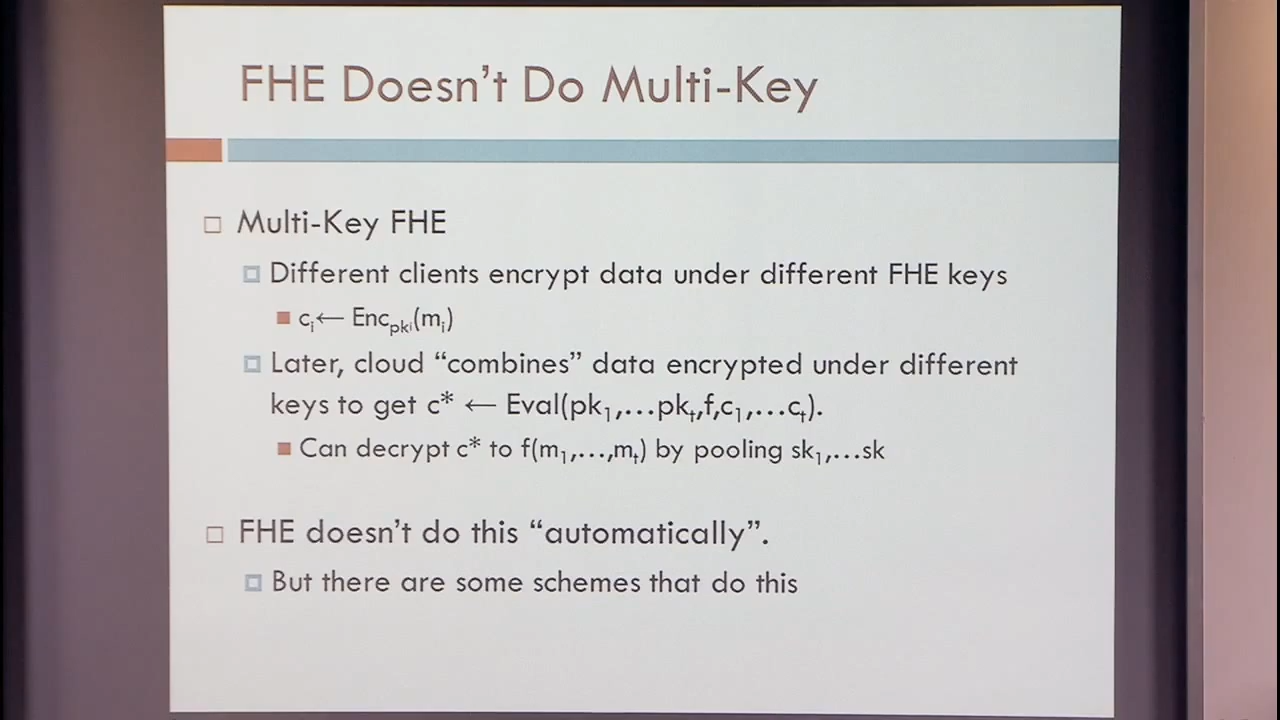 FHE Doesn't Do Multi-Key
Multi-Key FHE
Different clients encrypt data under different FHE keys
cᵢ← Enc_pkᵢ(mᵢ)
Later, cloud “combines” data encrypted under different
keys to get c* ← Eval(pk₁,…pkₜ,f,c₁,…cₜ).
Can decrypt c* to f(m₁,…,mₜ) by pooling sk₁,…sk
FHE doesn't do this “automatically”.
But there are some schemes that do this